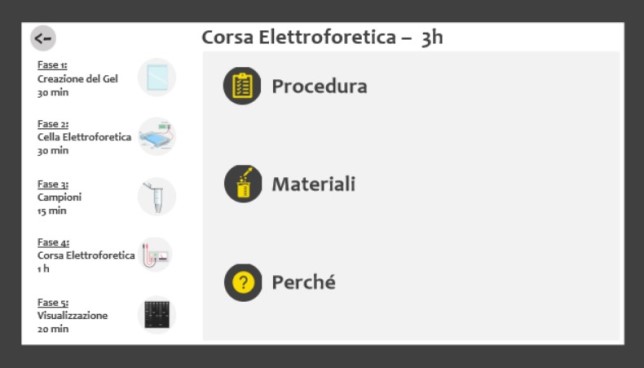 <-
Corsa Elettroforetica – 3h
Fase 1:
Creazione del Gel
30 min
Fase 2:
Cella Elettroforetica
30 min
Fase 3:
Campioni
15 min
Fase 4:
Corsa Elettroforetica
1 h
Fase 5:
Visualizzazione
20 min
Procedura
Materiali
?
Perché